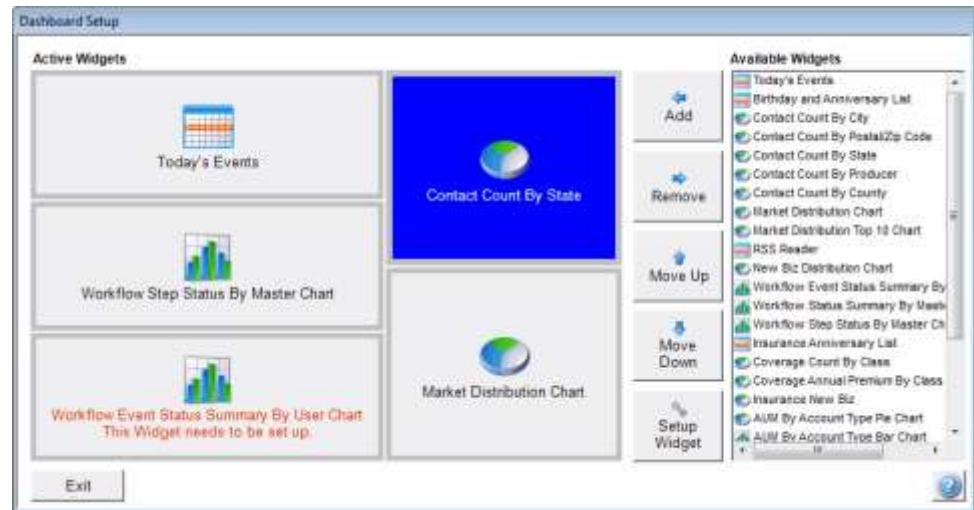 Dashboard Setup
Active Widgets
Today's Events
Workflow Step Status By Master Chart
Workflow Event Status Summary By User Chart
This Widget needs to be set up.
Contact Count By State
Market Distribution Chart
Add
Remove
Move Up
Move
Down
Setup
Widget
Available Widgets
Today's Events
Birthday and Anniversary List
Contact Count By City
Contact Count By Postal/Zip Code
Contact Count By State
Contact Count By Producer
Contact Count By County
Market Distribution Chart
Market Distribution Top 10 Chart
RSS Reader
New Biz Distribution Chart
Workflow Event Status Summary By
Workflow Status Summary By Maste
Workflow Step Status By Master Ch
Insurance Anniversary List
Coverage Count By Class
Coverage Annual Premium By Class
Insurance New Biz
AUM By Account Type Pie Chart
AUM By Account Type Bar Chart
Exit